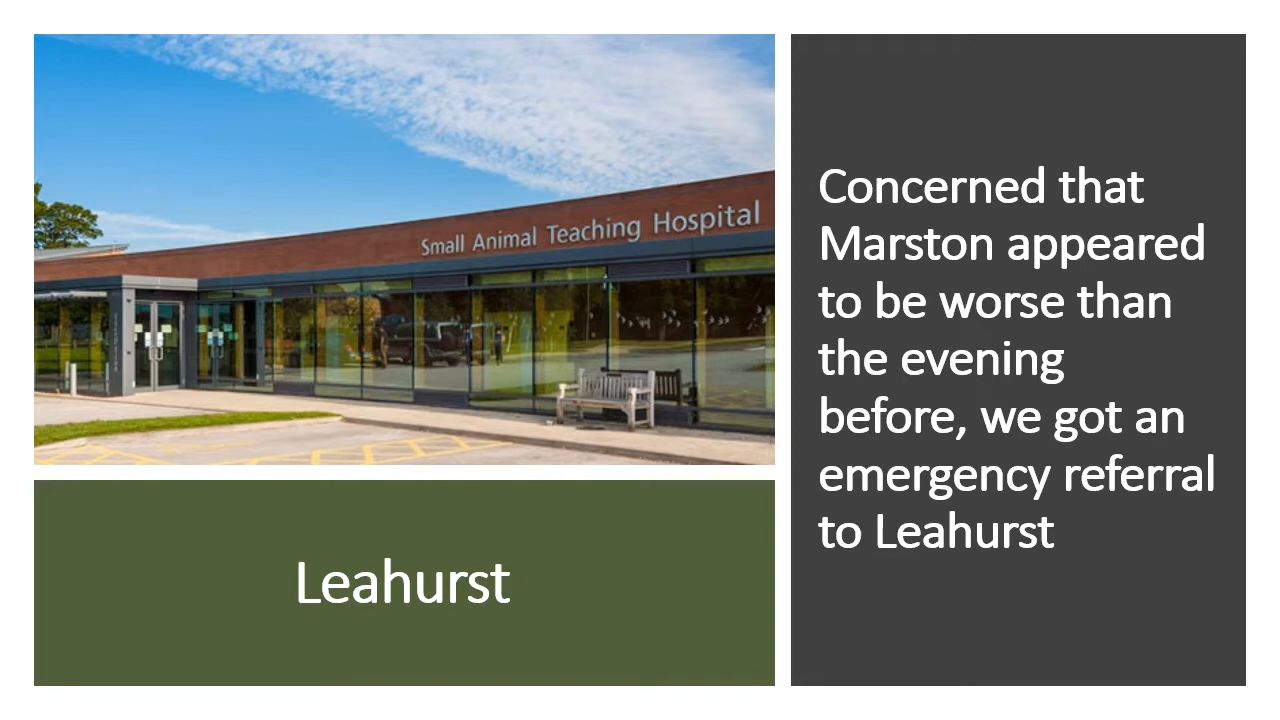 Small Animal Teaching Hospital
Leahurst
Concerned that
Marston appeared
to be worse than
the evening
before, we got an
emergency referral
to Leahurst